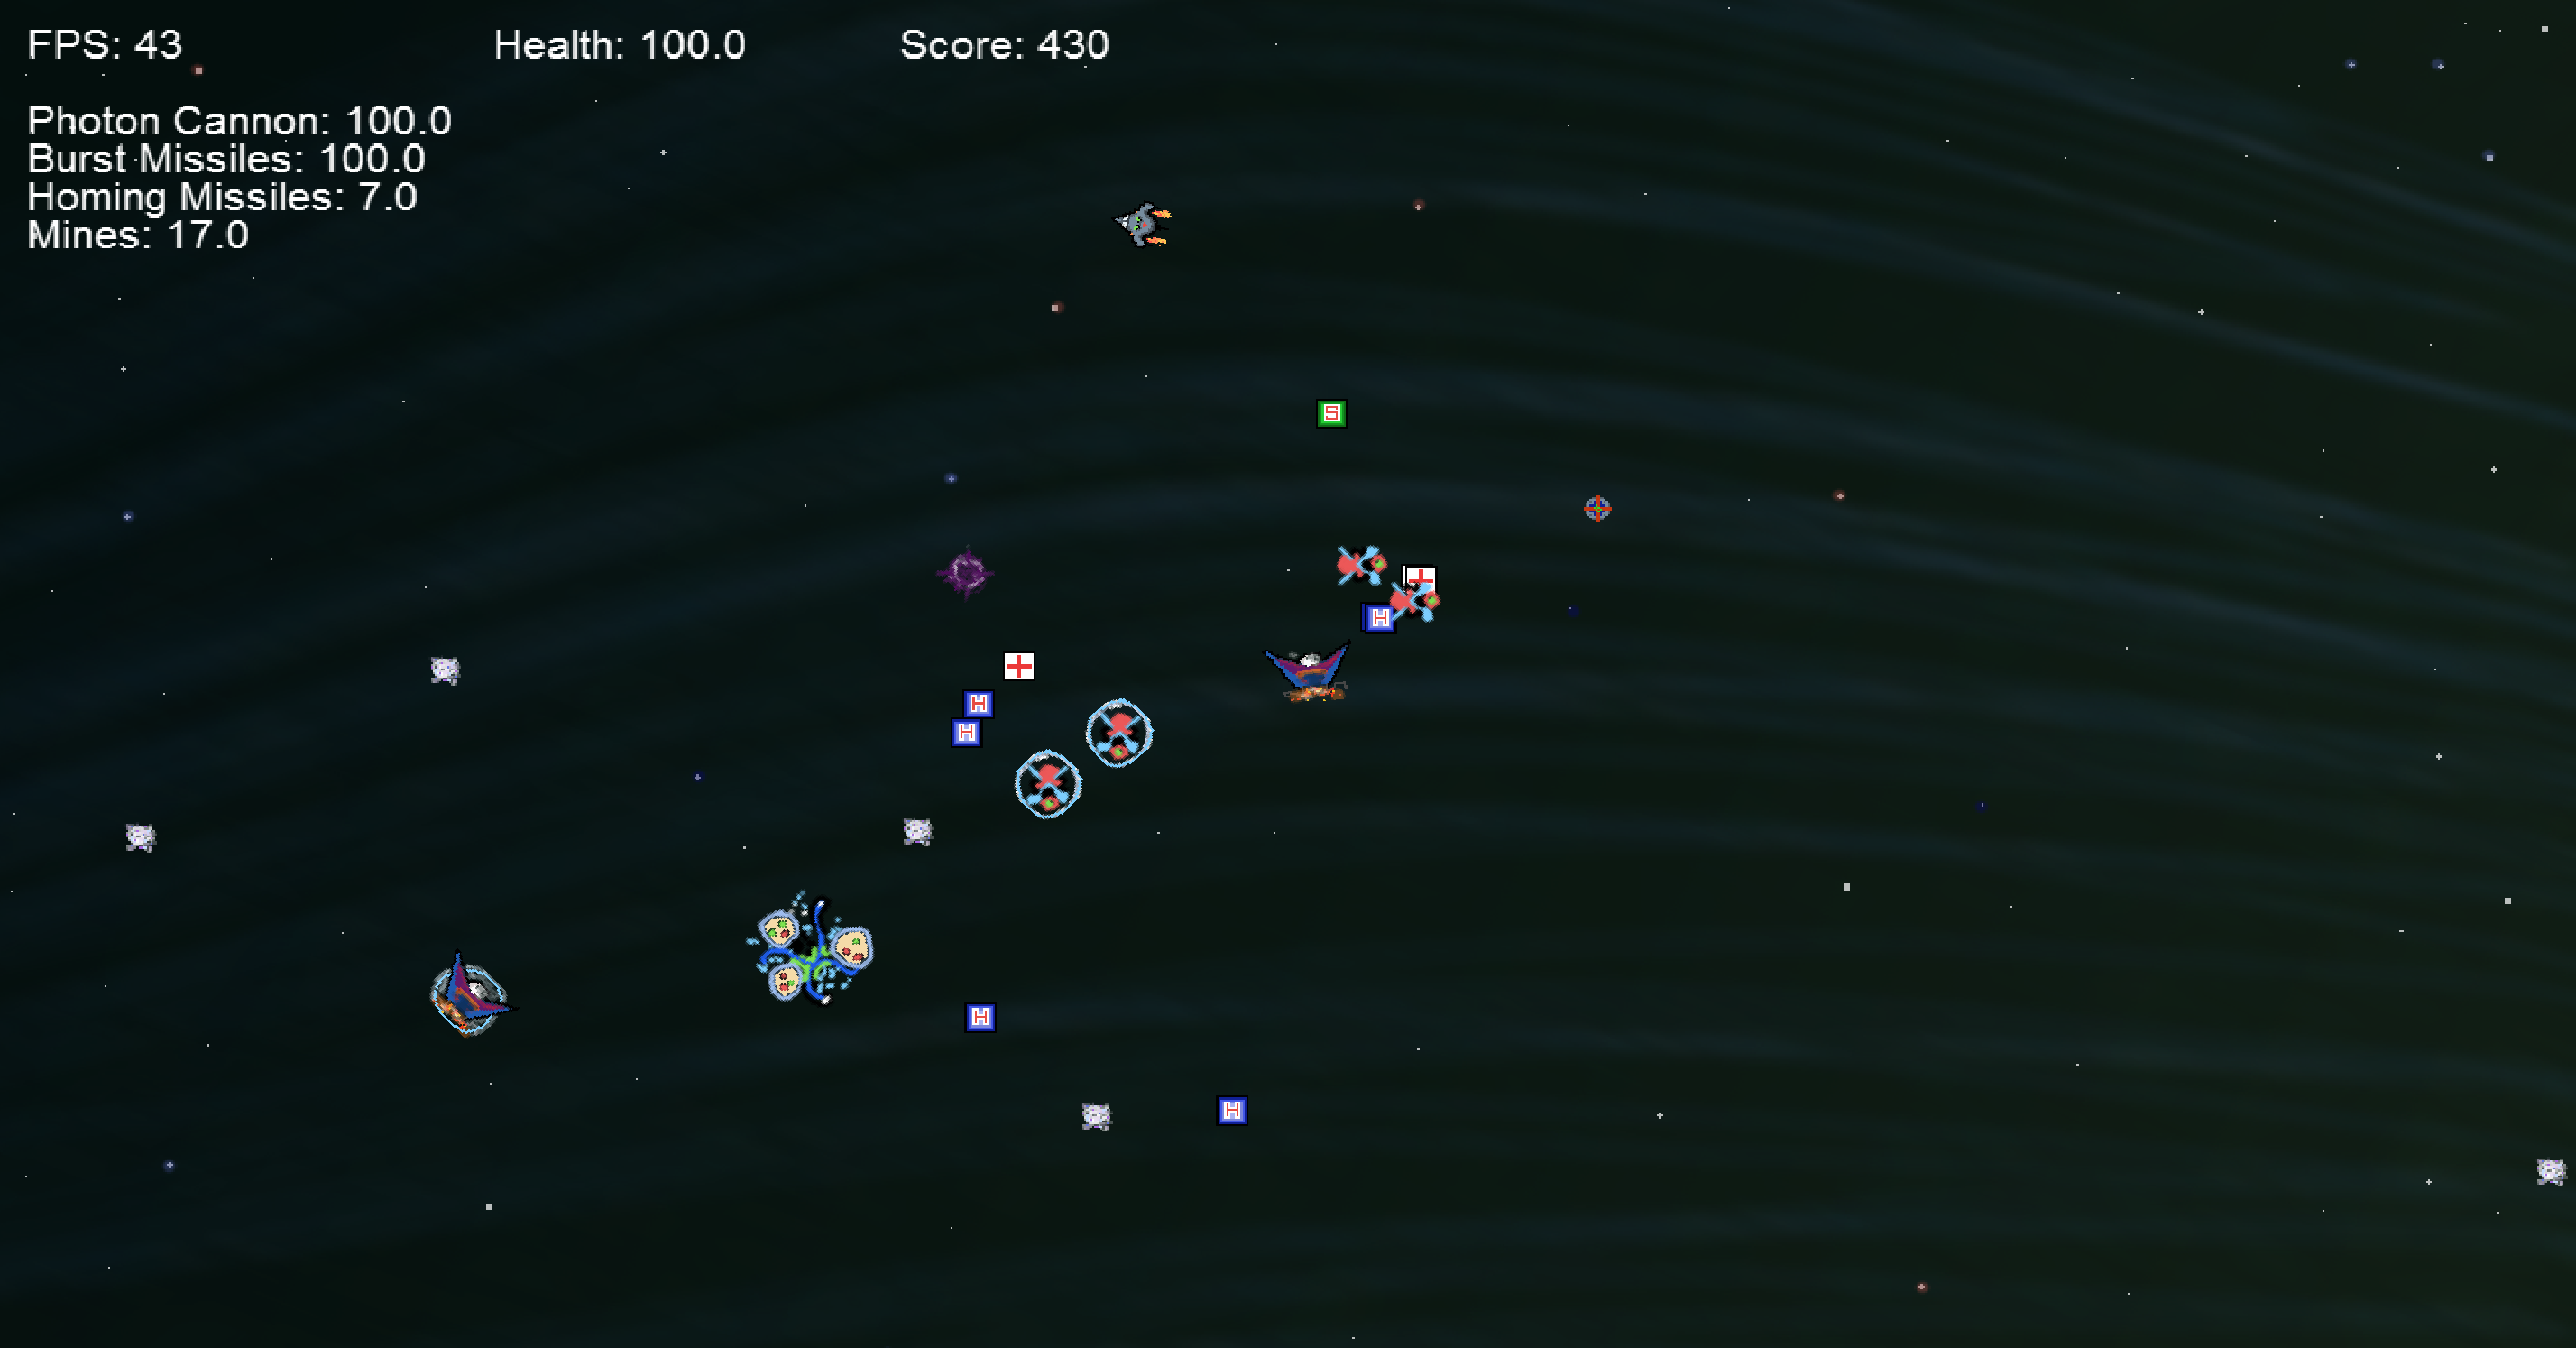 FPS: 43 Health: 100.0 Score: 430
Photon Cannon: 100.0
Burst Missiles: 100.0
Homing Missiles: 7.0
Mines: 17.0
S
H
H
H
H
H